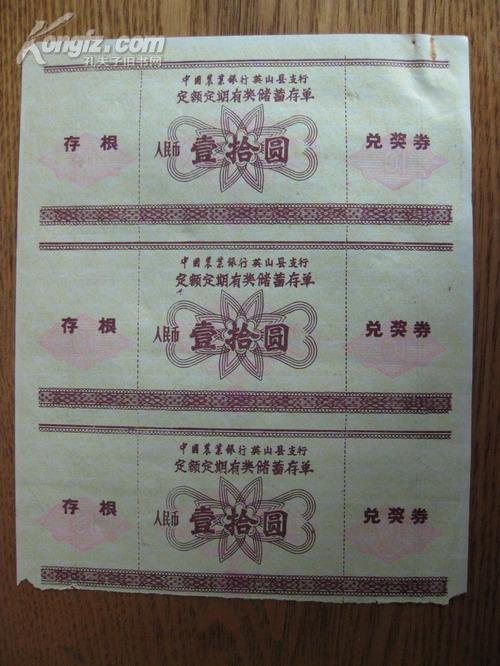 Kongfz.com
孔夫子旧书网
中国农业银行英山县支行
定额定期有奖储蓄存单
存根 人民币 壹拾圆 兑奖券
中国农业银行英山县支行
定额定期有奖储蓄存单
存根 人民币 壹拾圆 兑奖券
中国农业银行英山县支行
定额定期有奖储蓄存单
存根 人民币 壹拾圆 兑奖券